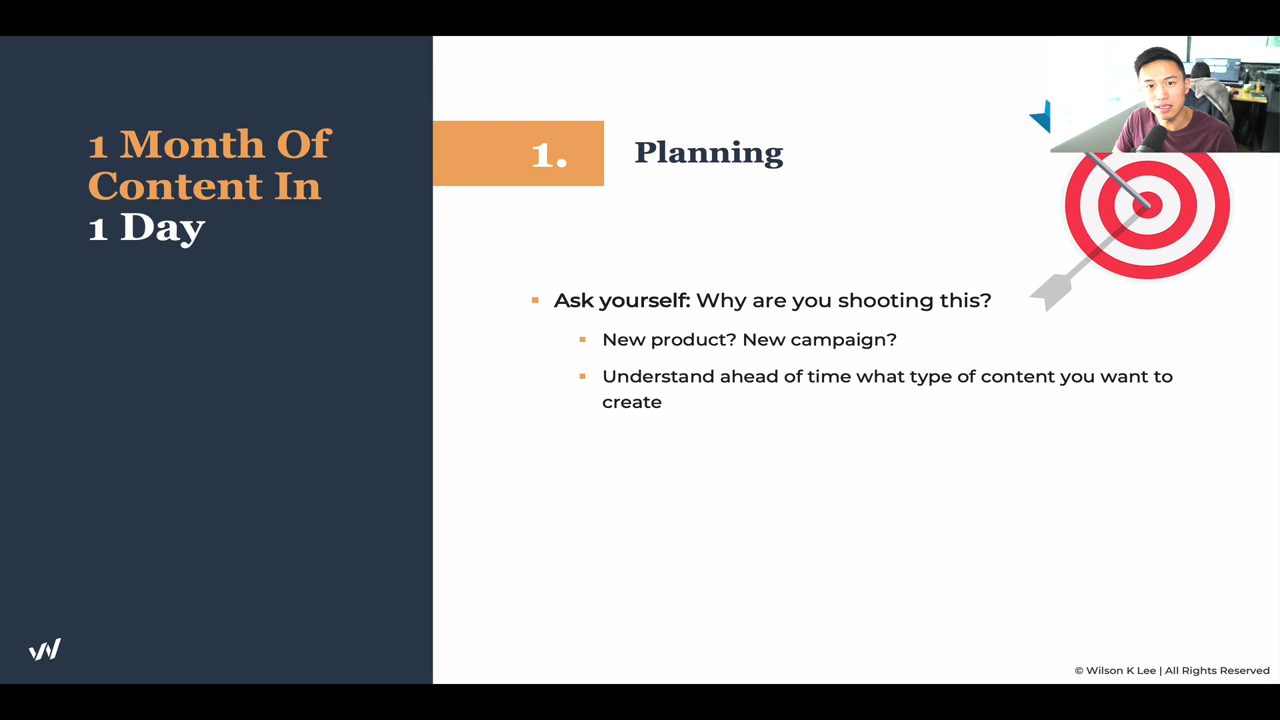 1 Month Of
Content In
1 Day
1.
Planning
Ask yourself: Why are you shooting this?
New product? New campaign?
Understand ahead of time what type of content you want to
create
© Wilson K Lee | All Rights Reserved